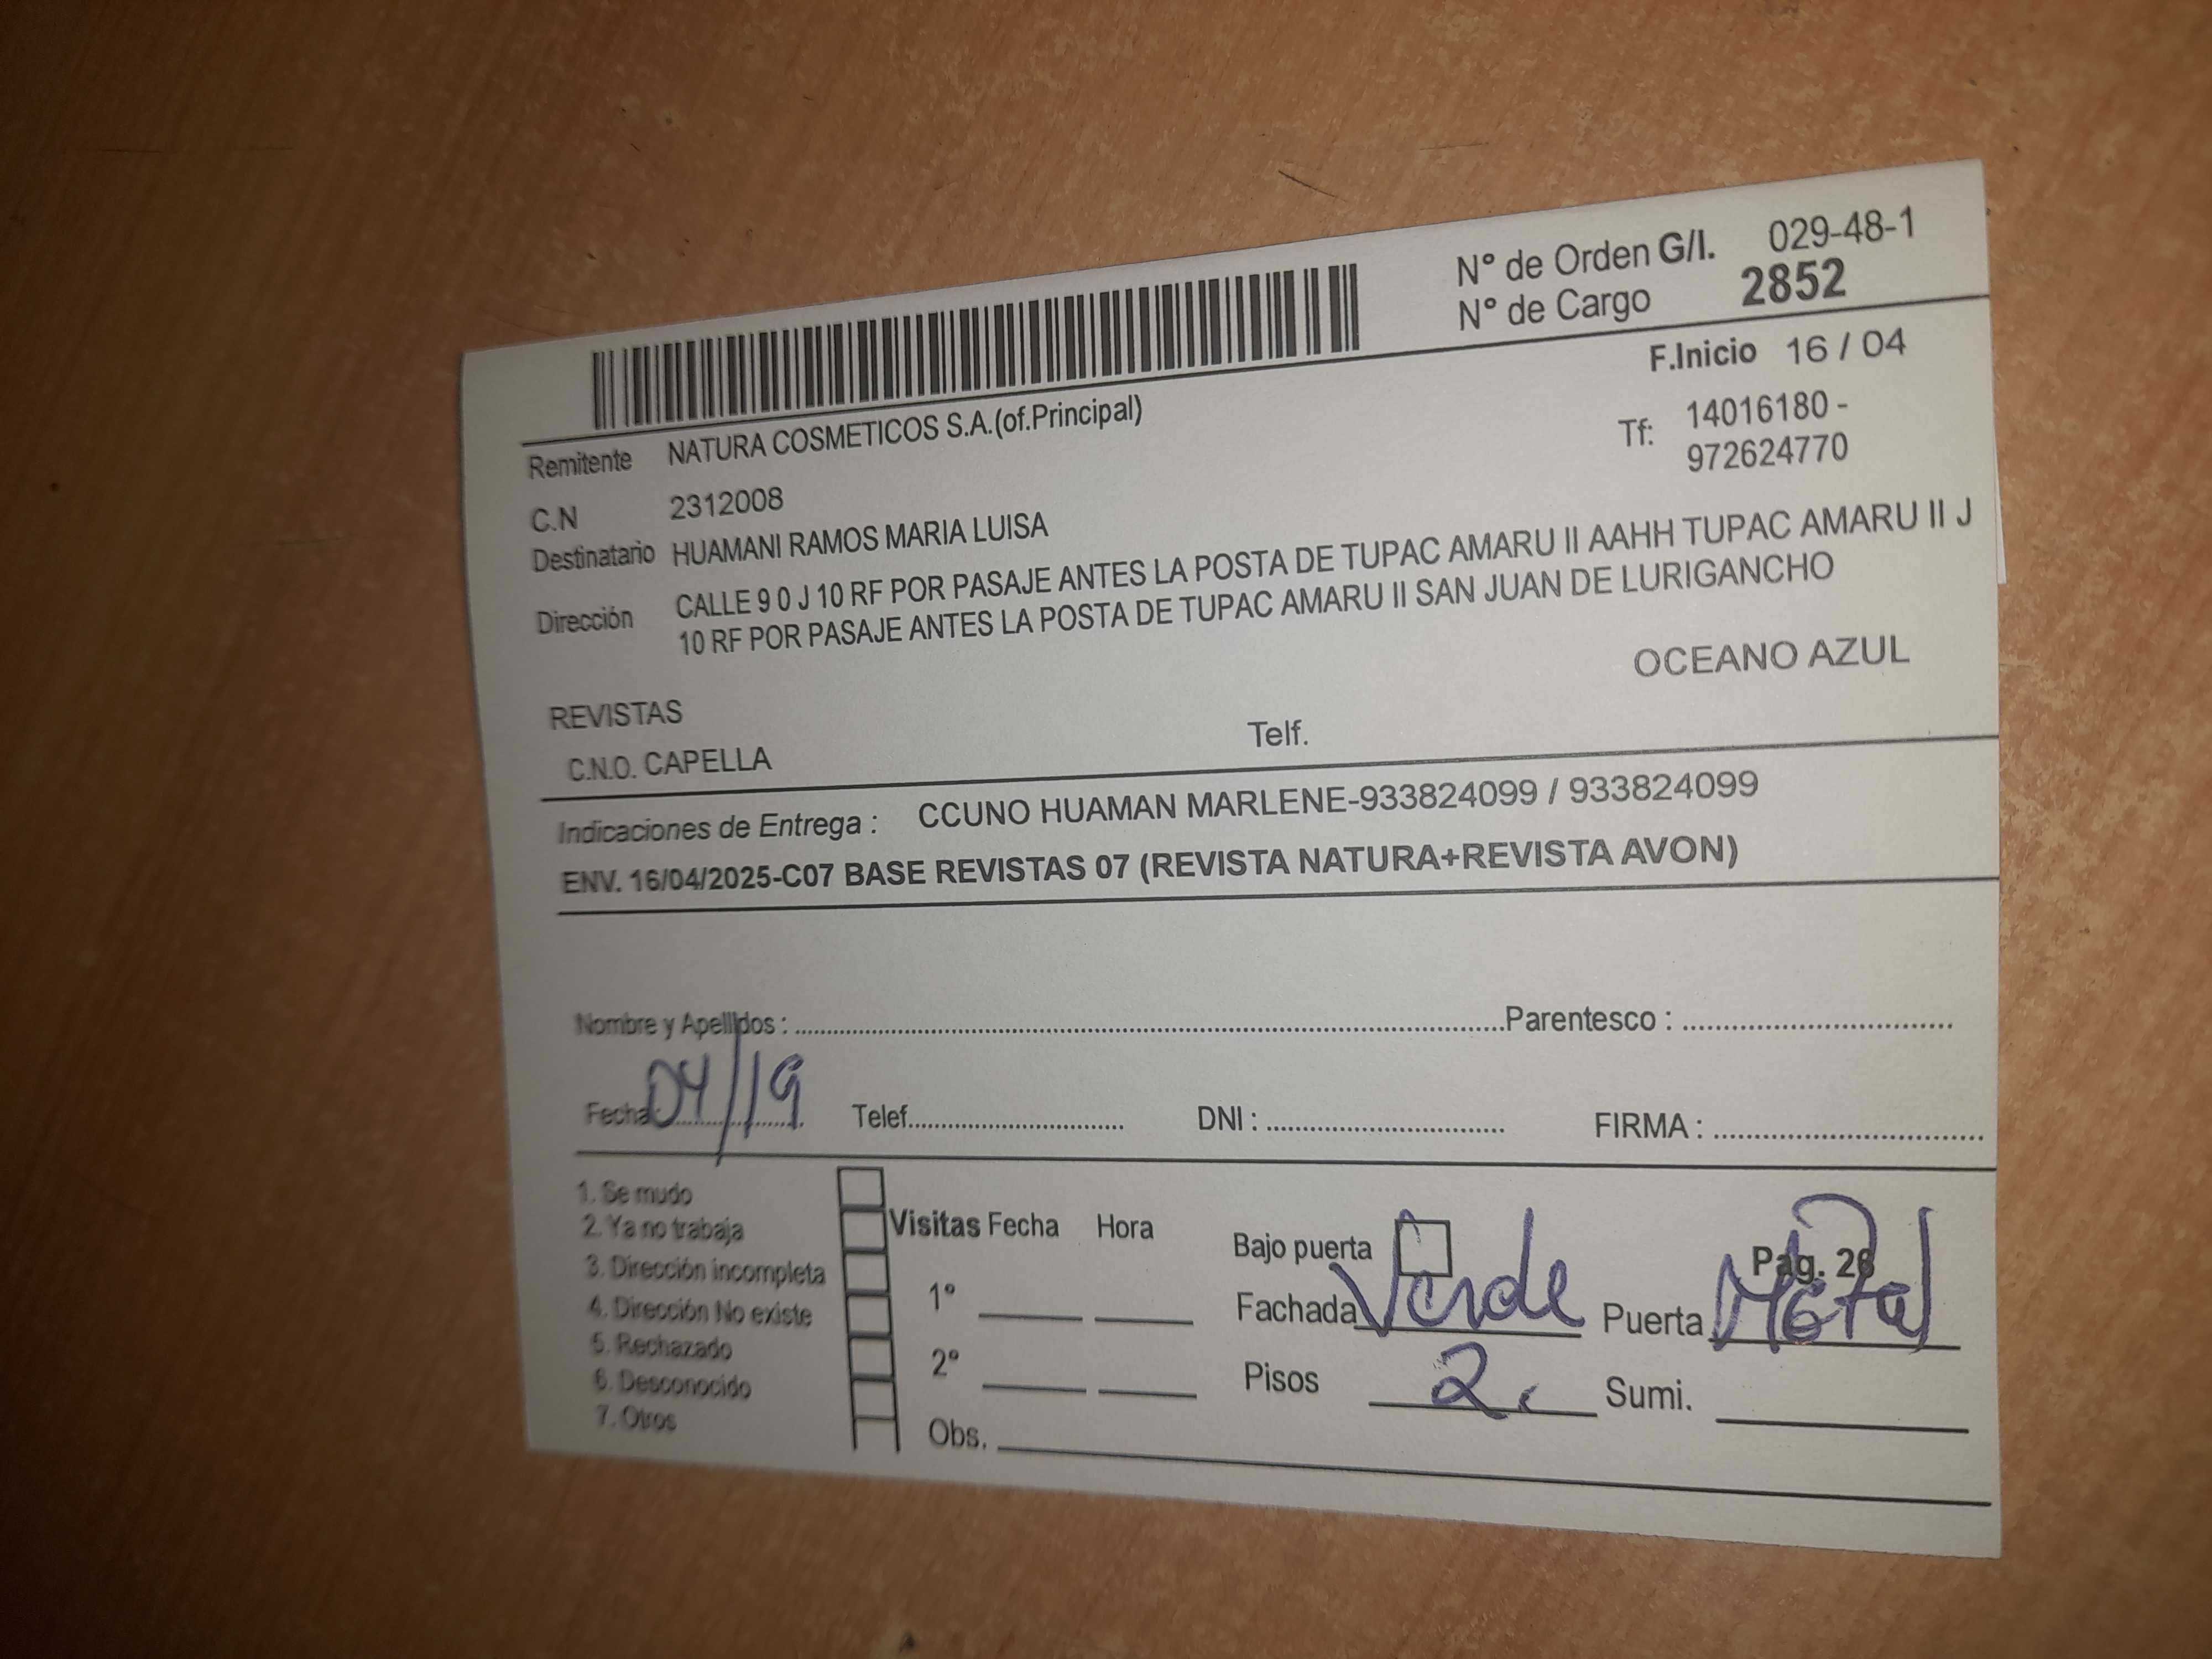 N° de Orden G/I. 029-48-1
N° de Cargo 2852
F.Inicio 16 / 04
Remitente NATURA COSMETICOS S.A.(of.Principal)
Tf: 14016180 -
972624770
C.N 2312008
Destinatario HUAMANI RAMOS MARIA LUISA
Dirección CALLE 9 0 J 10 RF POR PASAJE ANTES LA POSTA DE TUPAC AMARU II AAHH TUPAC AMARU II J
10 RF POR PASAJE ANTES LA POSTA DE TUPAC AMARU II SAN JUAN DE LURIGANCHO
OCEANO AZUL
REVISTAS
C.N.O. CAPELLA Telf.
Indicaciones de Entrega : CCUNO HUAMAN MARLENE-933824099 / 933824099
ENV. 16/04/2025-C07 BASE REVISTAS 07 (REVISTA NATURA+REVISTA AVON)
Nombre y Apellidos : Parentesco :
Fecha: 04/19 Telef. DNI : FIRMA :
1. Se mudo
2. Ya no trabaja
3. Dirección incompleta
4. Dirección No existe
5. Rechazado
6. Desconocido
7. Otros
Visitas Fecha Hora
1°
2°
Obs.
Bajo puerta Pag. 26
Fachada Verde Puerta Metal
Pisos 2. Sumi.